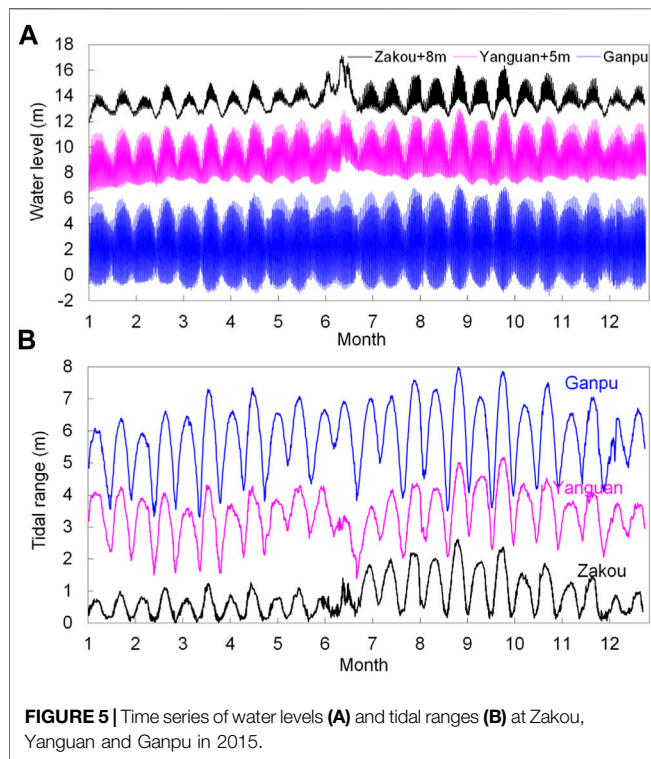 A
Zakou+8m Yanguan+5m Ganpu
18
16
14
12
10
8
6
4
2
0
-2
Water level (m)
1 2 3 4 5 6 7 8 9 10 11 12
Month
B
8
7
6
5
4
3
2
1
0
Tidal range (m)
Ganpu
Yanguan
Zakou
1 2 3 4 5 6 7 8 9 10 11 12
Month
FIGURE 5 | Time series of water levels (A) and tidal ranges (B) at Zakou,
Yanguan and Ganpu in 2015.